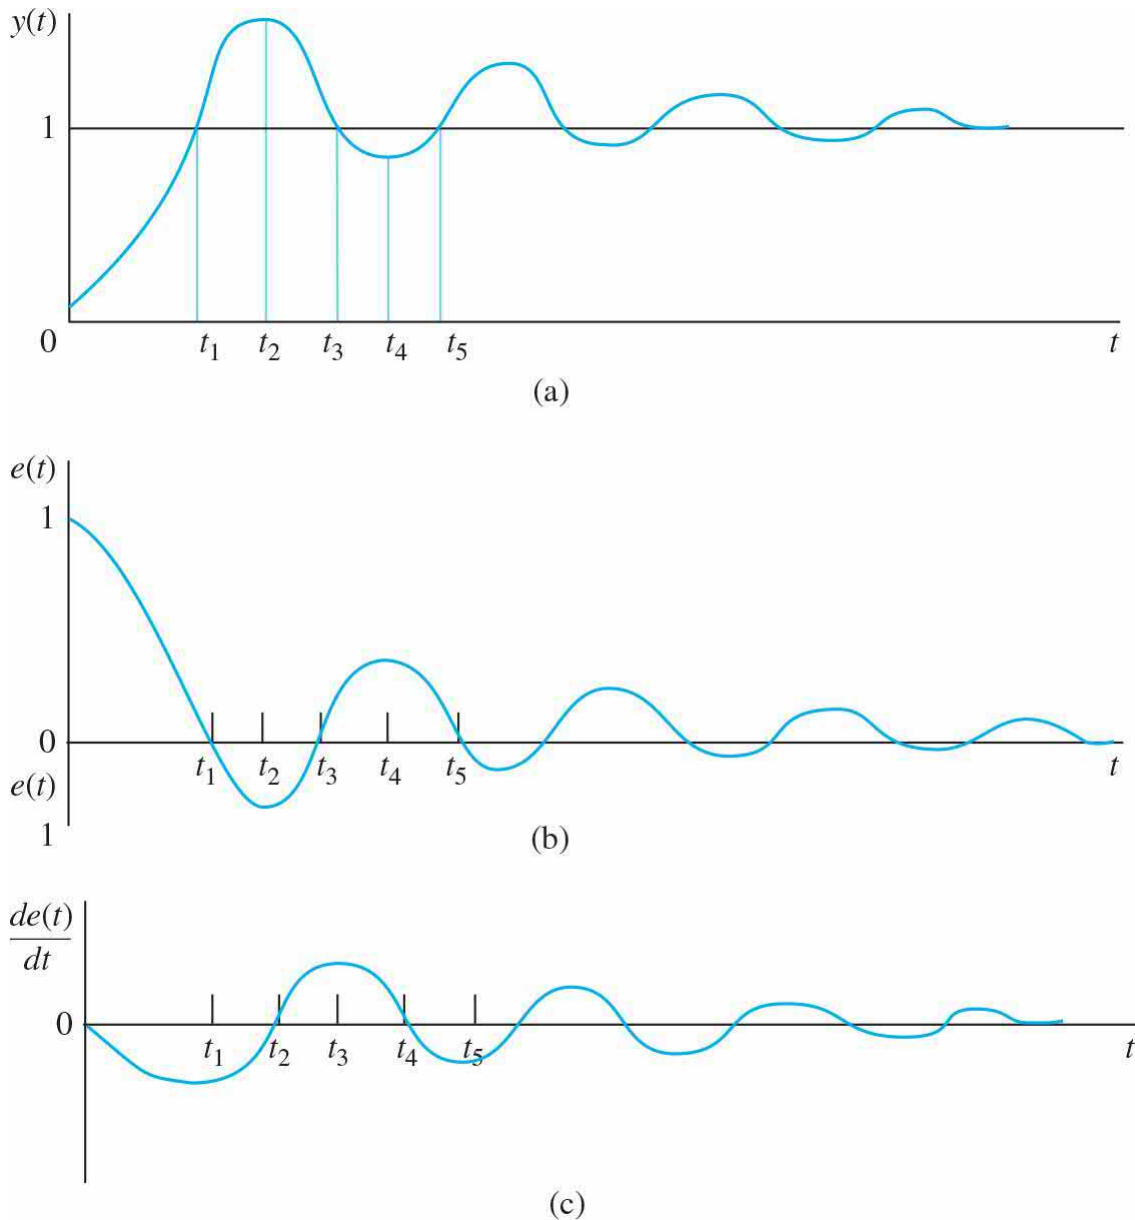 y(t)
1
0 t₁ t₂ t₃ t₄ t₅ t
(a)
e(t)
1
0
t₁ t₂ t₃ t₄ t₅ t
e(t)
1
(b)
de(t)
dt
0
t₁ t₂ t₃ t₄ t₅ t
(c)